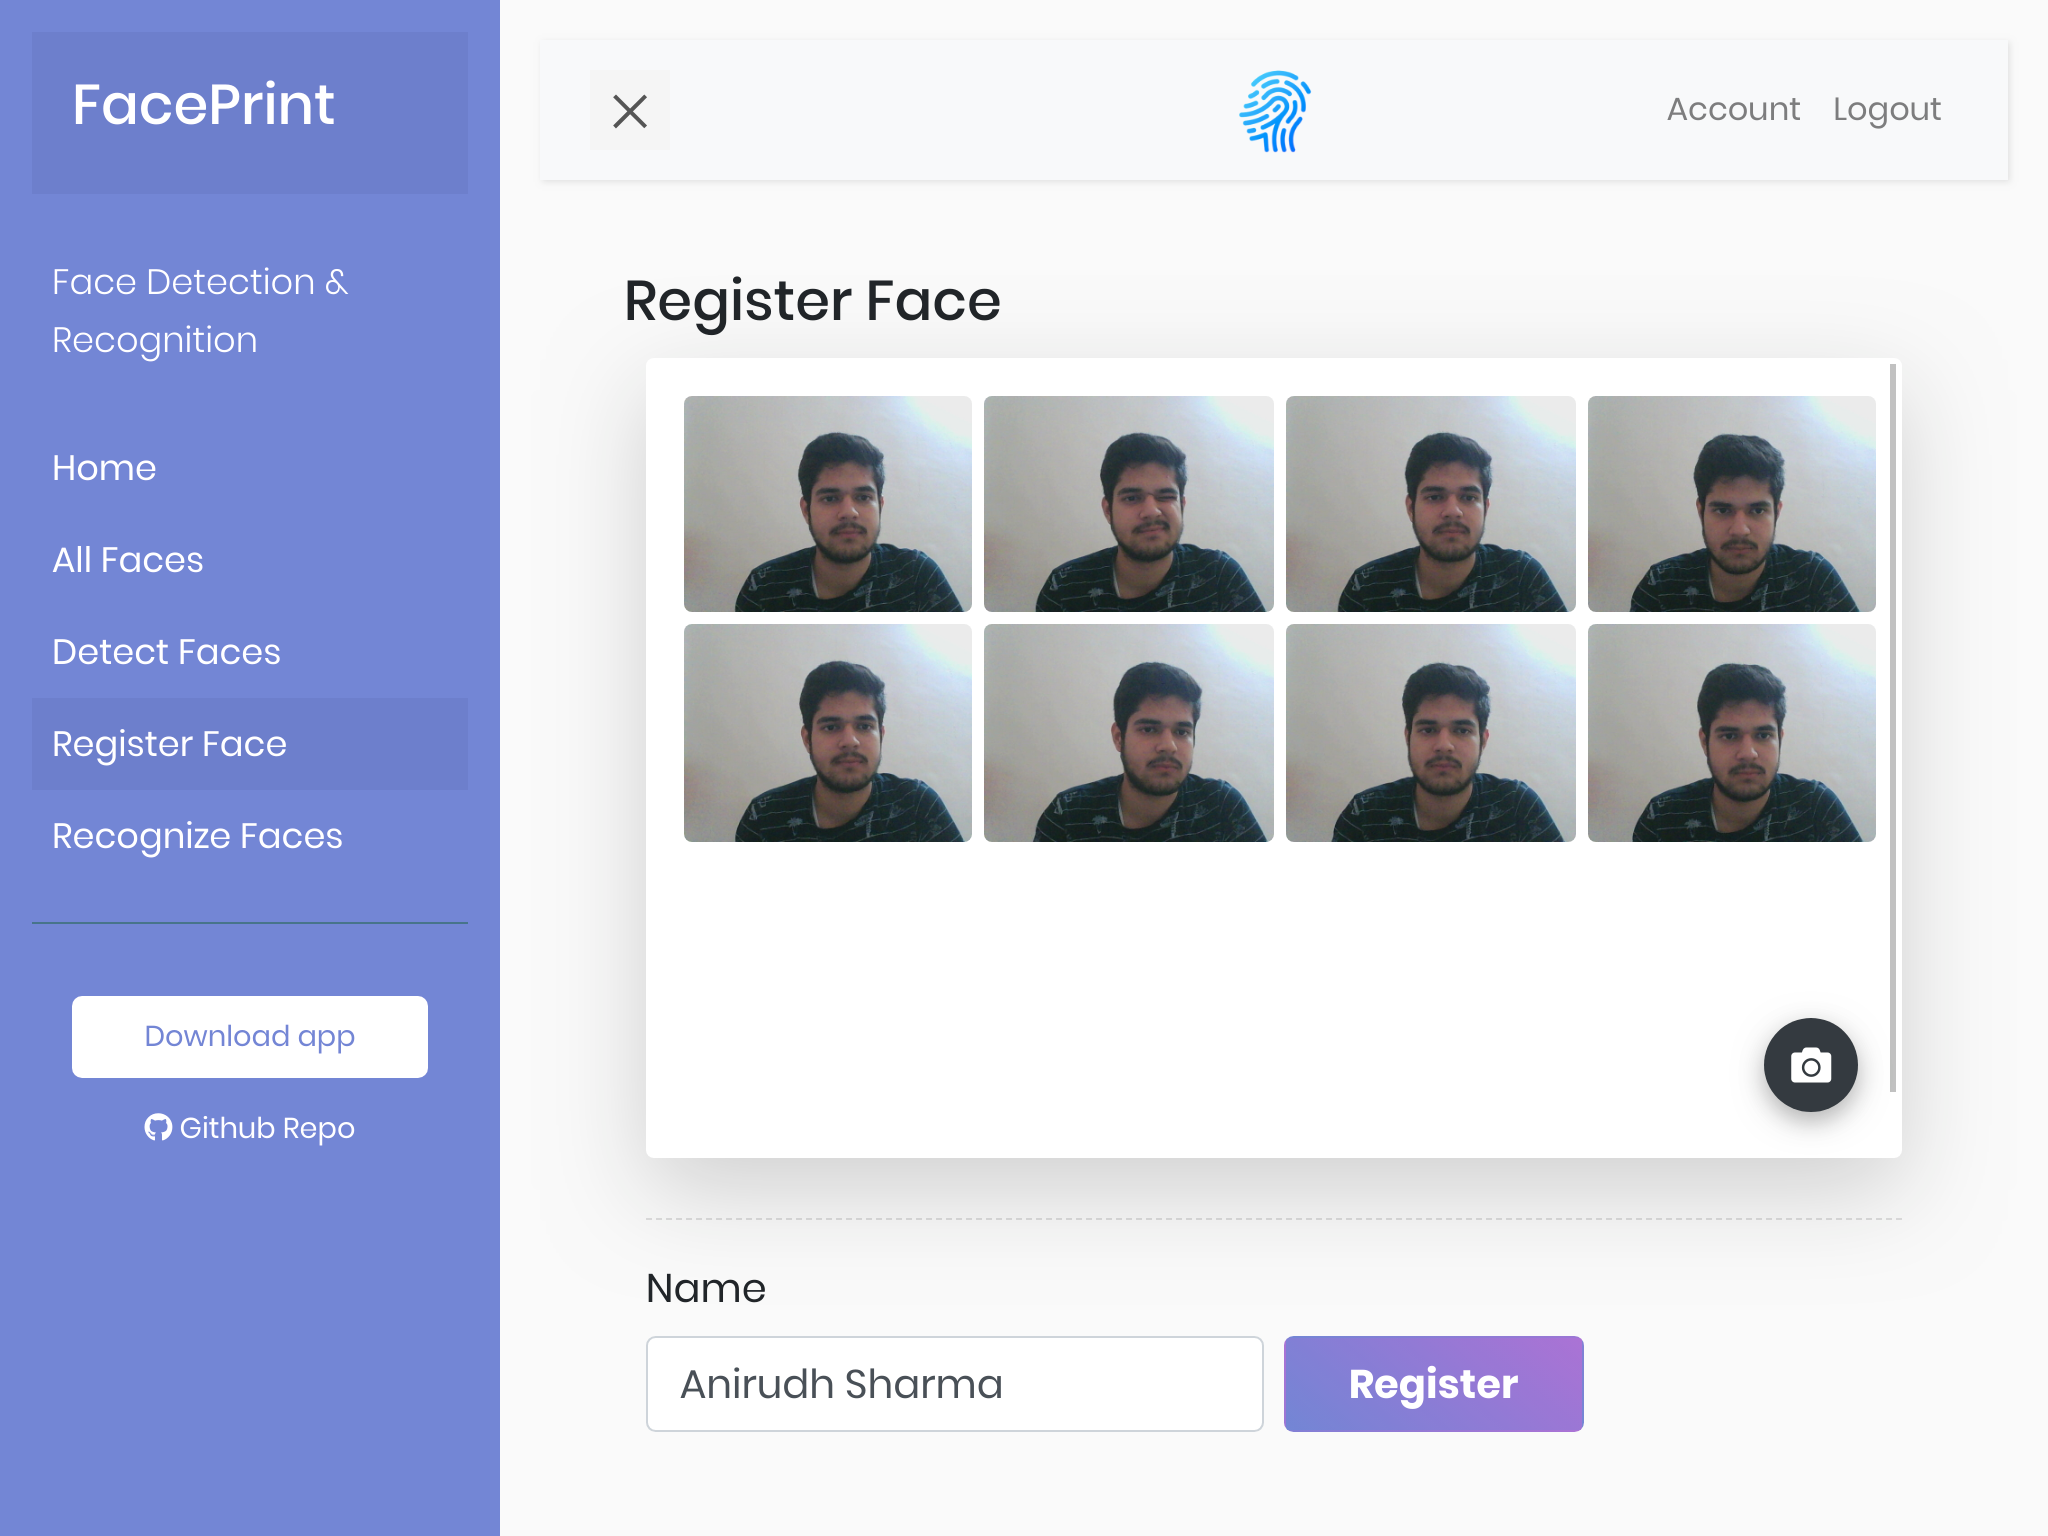 FacePrint
Face Detection &
Recognition
Home
All Faces
Detect Faces
Register Face
Recognize Faces
Download app
Github Repo
Account Logout
Register Face
Name
Anirudh Sharma
Register